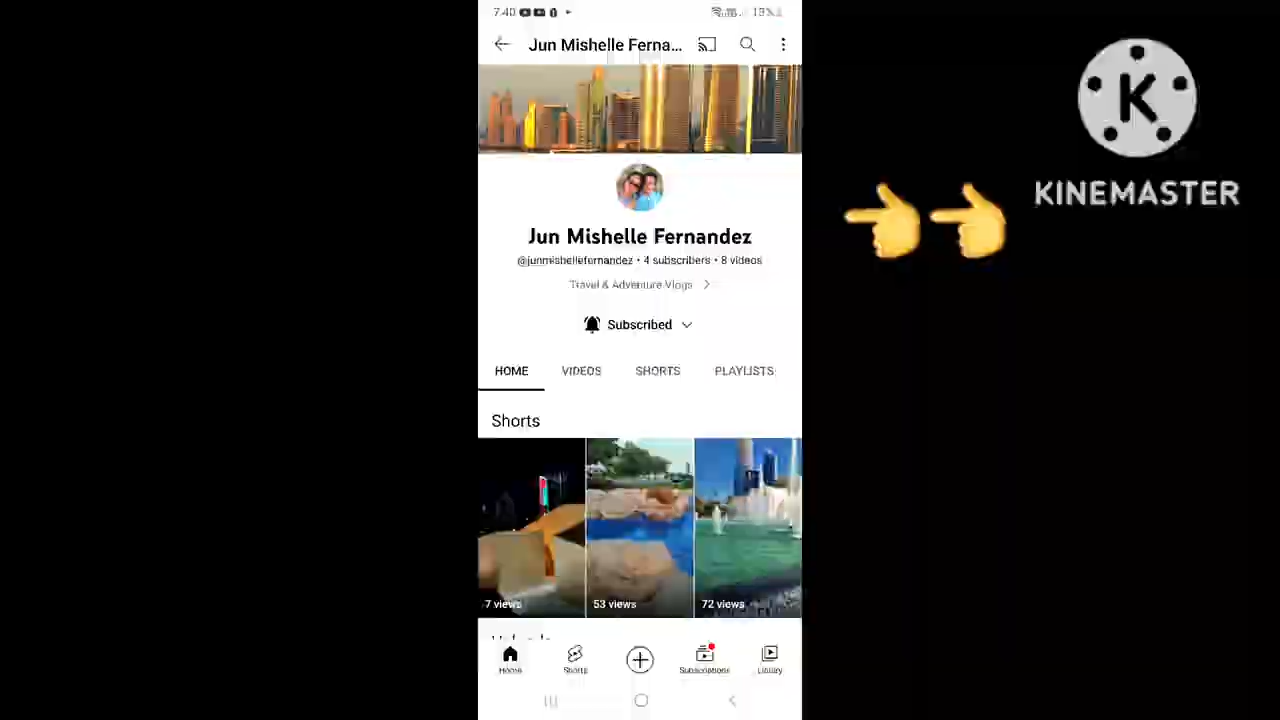 7.40
13%
Jun Mishelle Ferna...
K
KINEMASTER
Jun Mishelle Fernandez
@junmishellefernandez • 4 subscribers • 8 videos
Travel & Adventure Vlogs
Subscribed
HOME VIDEOS SHORTS PLAYLISTS
Shorts
7 views 53 views 72 views
Home Shorts Subscriptions Library